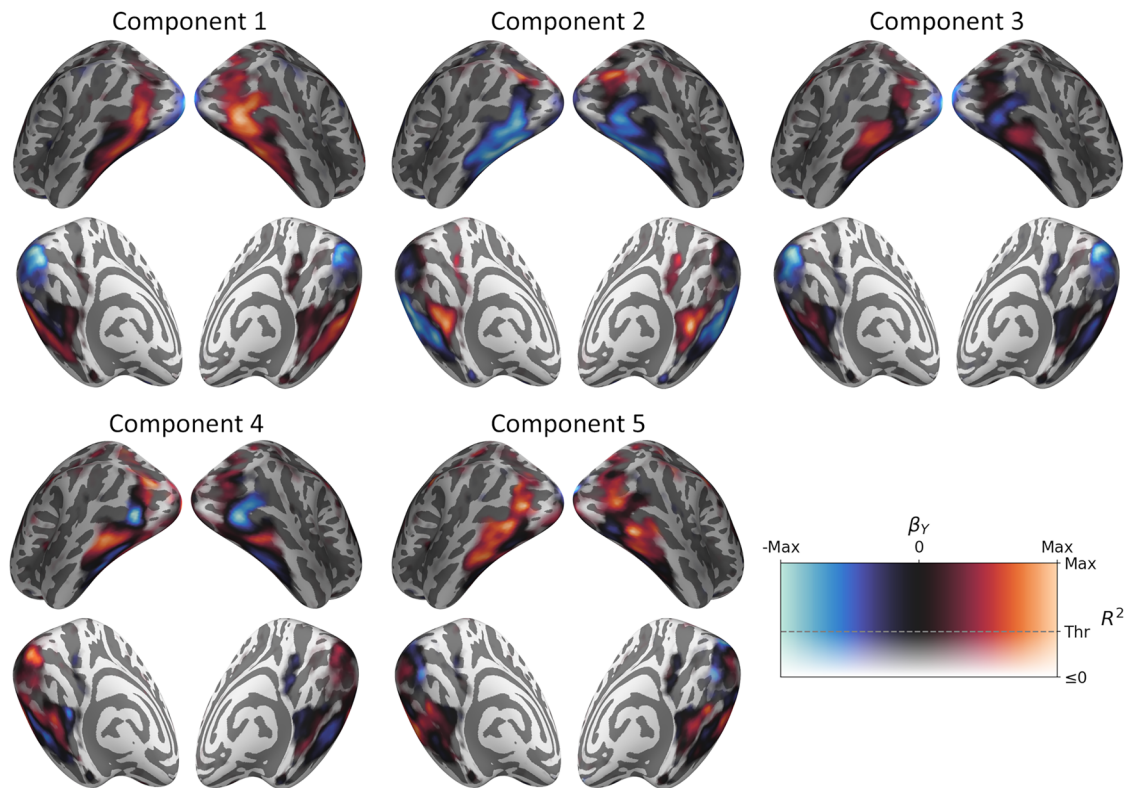 Component 1
Component 2
Component 3
Component 4
Component 5
β_Y
-Max 0 Max
Max
Thr
R²
≤0